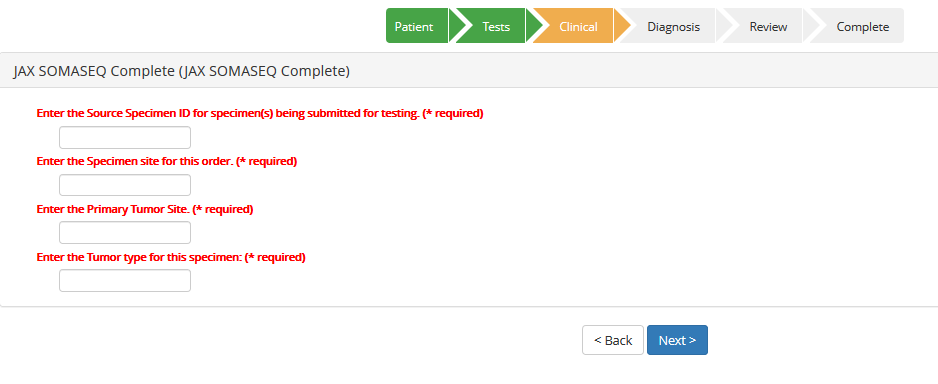 Patient Tests Clinical Diagnosis Review Complete
JAX SOMASEQ Complete (JAX SOMASEQ Complete)
Enter the Source Specimen ID for specimen(s) being submitted for testing. (* required)
Enter the Specimen site for this order. (* required)
Enter the Primary Tumor Site. (* required)
Enter the Tumor type for this specimen: (* required)
< Back Next >